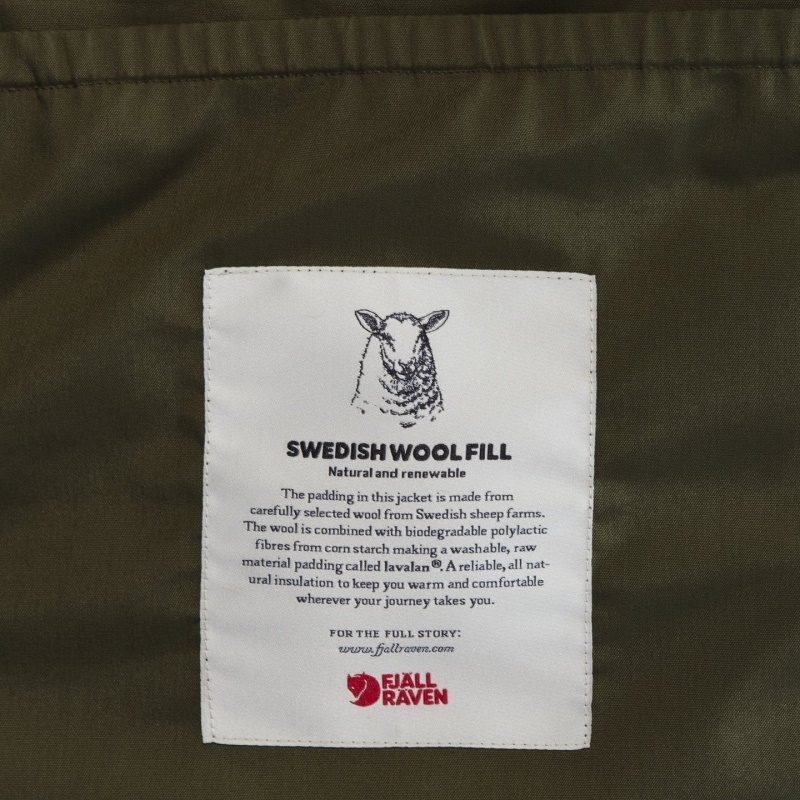 SWEDISH WOOL FILL
Natural and renewable
The padding in this jacket is made from
carefully selected wool from Swedish sheep farms.
The wool is combined with biodegradable polylactic
fibres from corn starch making a washable, raw
material padding called lavalan®. A reliable, all nat-
ural insulation to keep you warm and comfortable
wherever your journey takes you.
FOR THE FULL STORY:
www.fjallraven.com
FJÄLL
RÄVEN